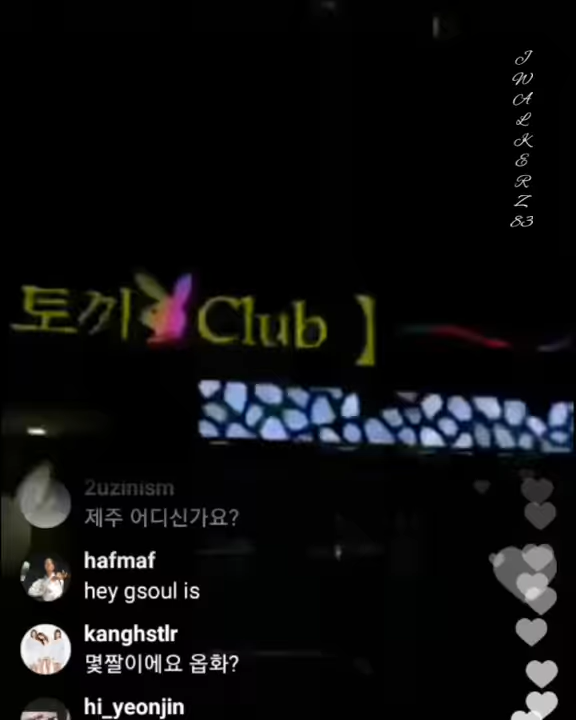 J
W
A
L
K
E
R
Z
83
토끼 Club 】
2uzinism
제주 어디신가요?
hafmaf
hey gsoul is
kanghstlr
몇짤이에요 옵화?
hi_yeonjin